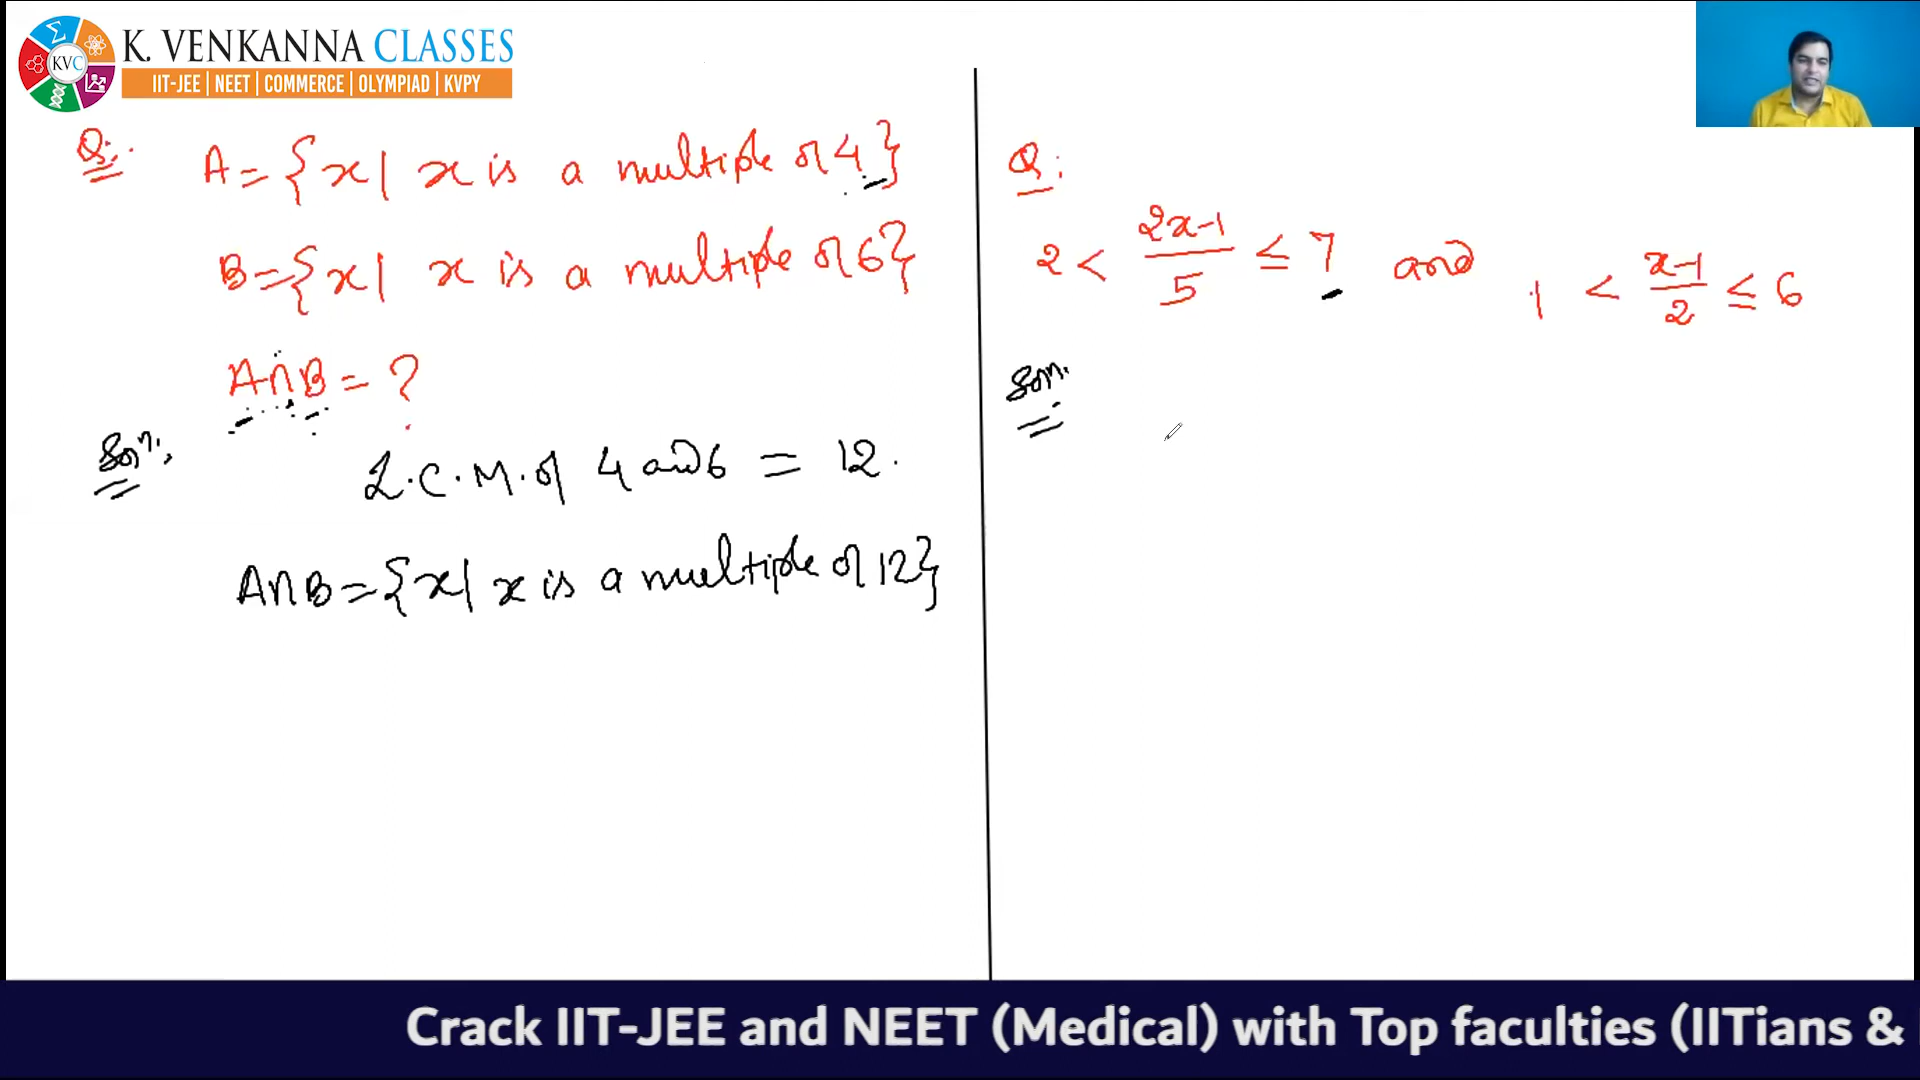 K. VENKANNA CLASSES
KVC
IIT-JEE | NEET | COMMERCE | OLYMPIAD | KVPY
Q:.
A = {x | x is a multiple of 4}
B = {x | x is a multiple of 6}
A∩B = ?
Soln:
L.C.M. of 4 and 6 = 12.
A∩B = {x | x is a multiple of 12}
Q:
2 < (2x-1)/5 ≤ 7 and 1 < (x-1)/2 ≤ 6
Soln:
Crack IIT-JEE and NEET (Medical) with Top faculties (IITians &